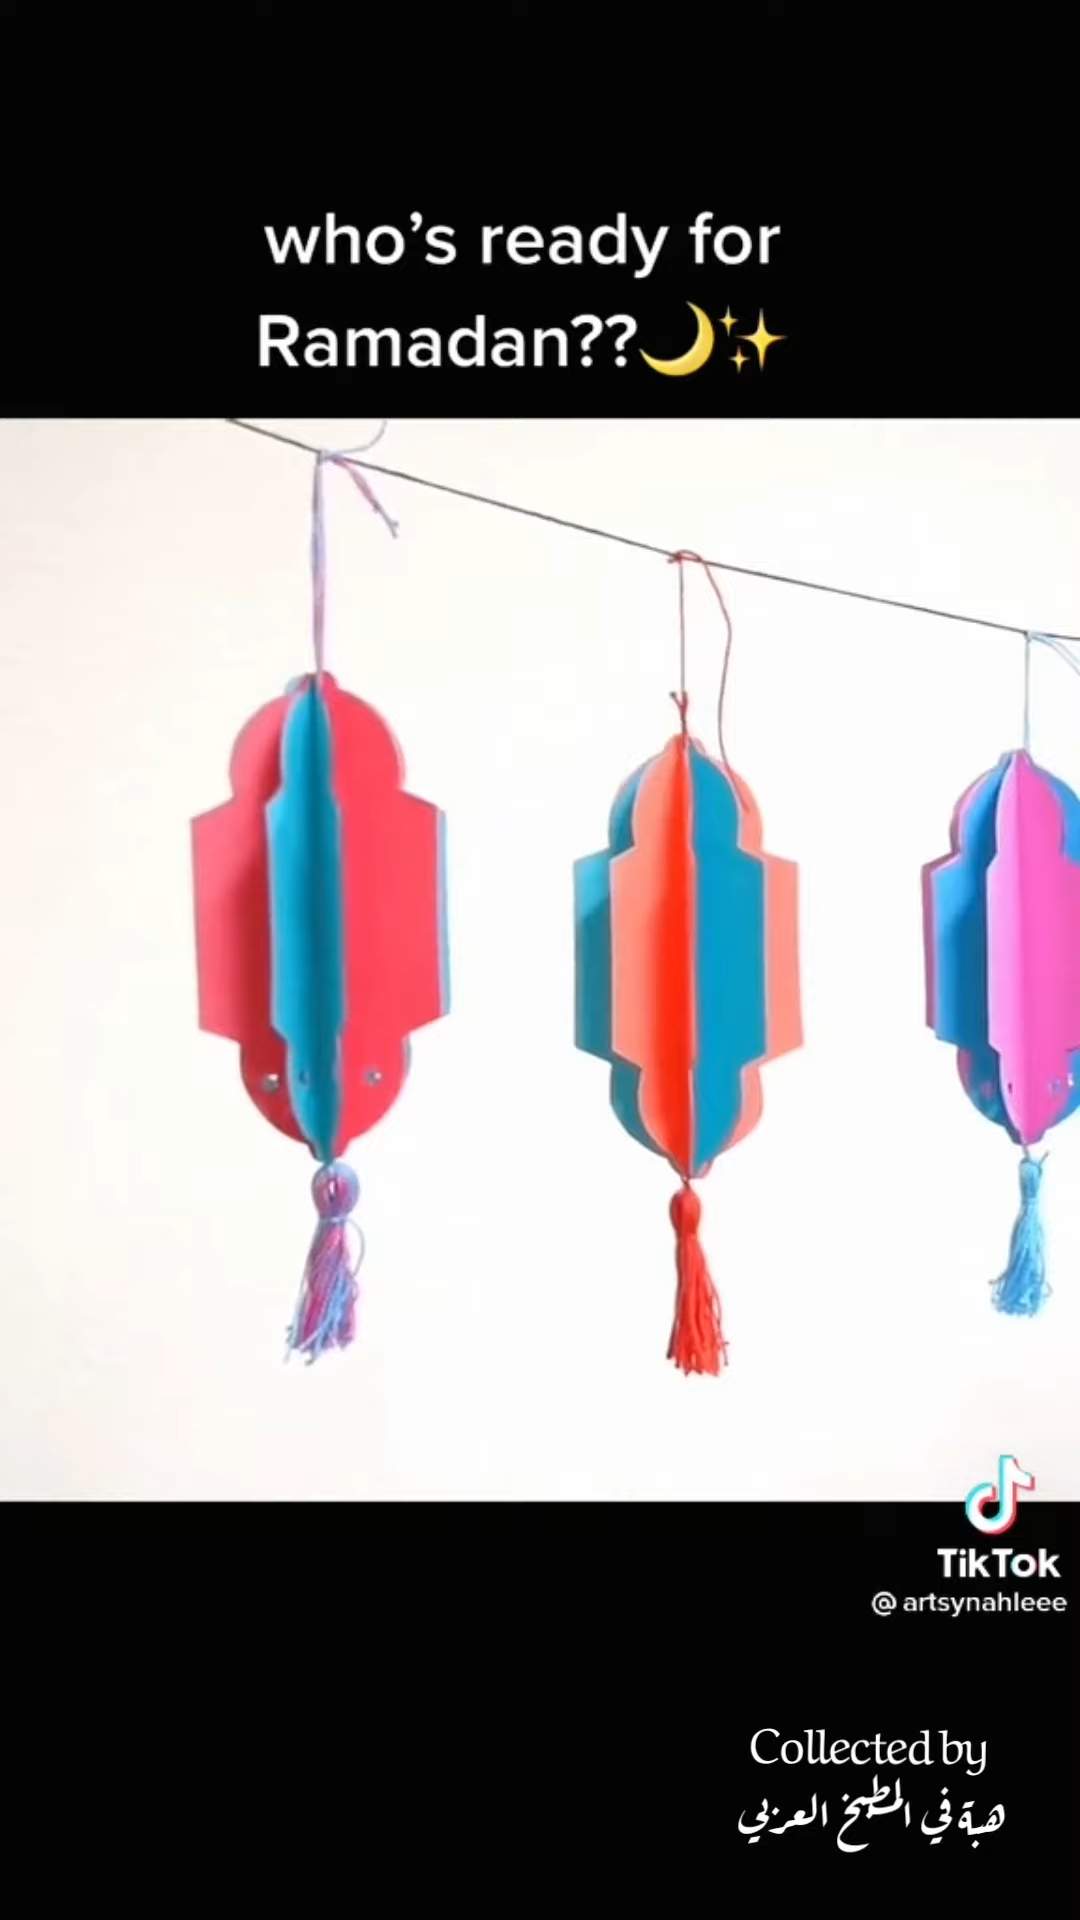 who's ready for
Ramadan??🌙✨
TikTok
@artsynahleee
Collected by
هبة في المطبخ العربي